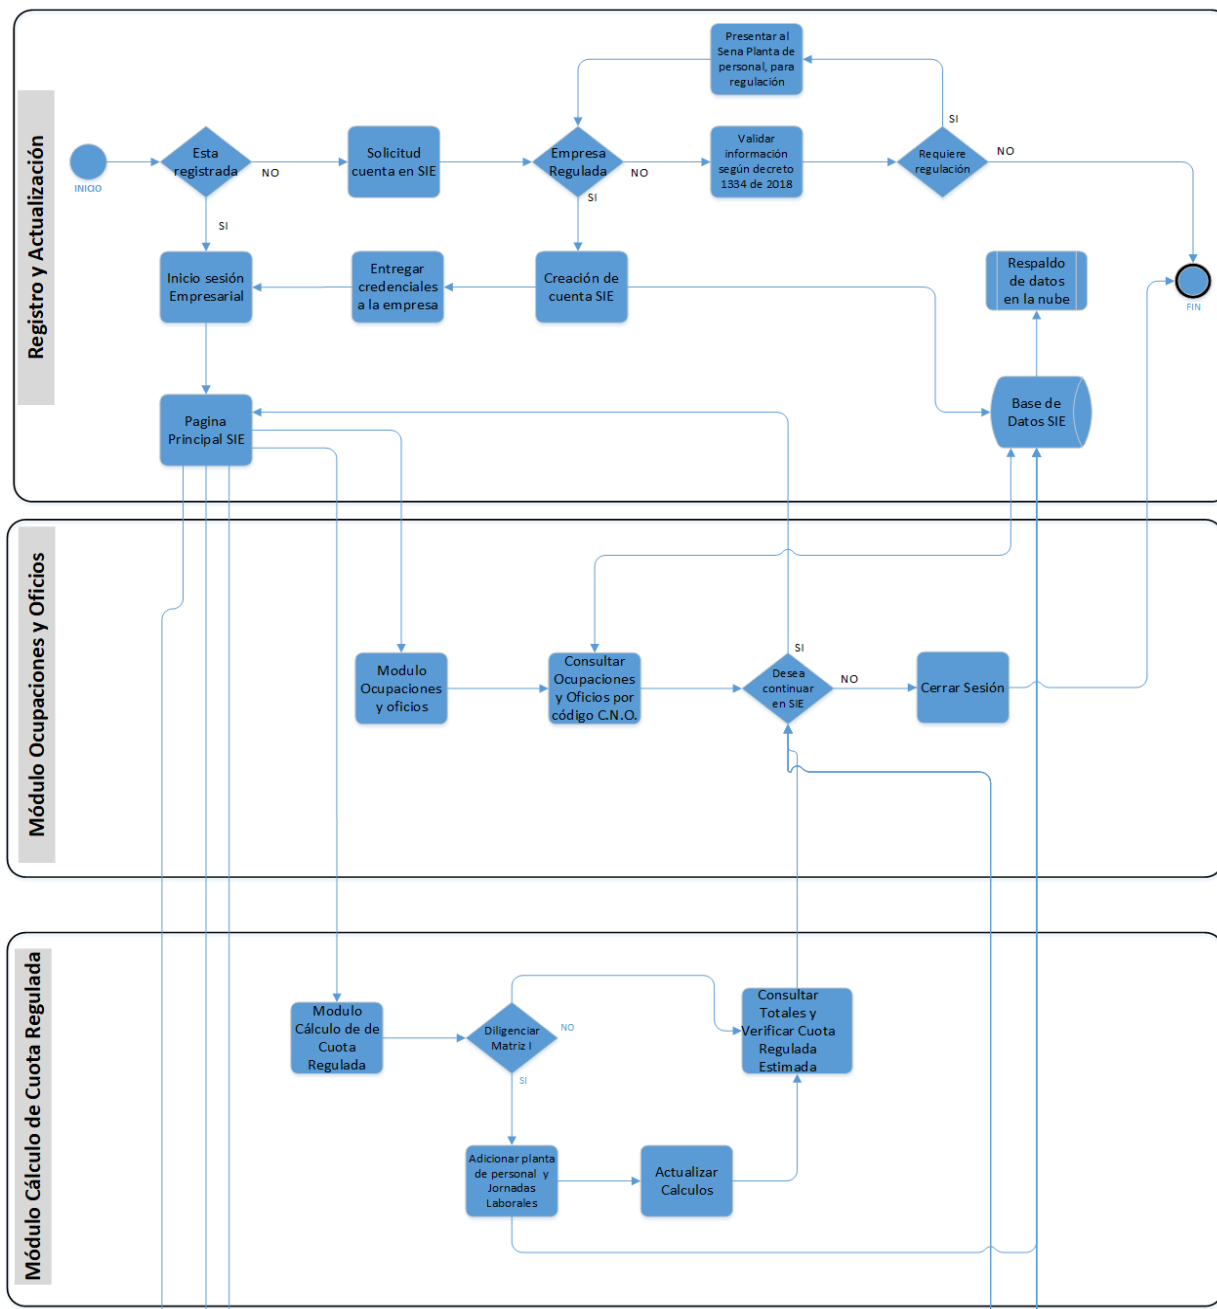 Registro y Actualización
Presentar al
Sena Planta de
personal, para
regulación
SI
INICIO
Esta
registrada
NO
SI
Solicitud
cuenta en SIE
Empresa
Regulada
NO
SI
Validar
información
según decreto
1334 de 2018
Requiere
regulación
NO
Inicio sesión
Empresarial
Entregar
credenciales
a la empresa
Creación de
cuenta SIE
Respaldo
de datos
en la nube
FIN
Pagina
Principal SIE
Base de
Datos SIE
Módulo Ocupaciones y Oficios
Modulo
Ocupaciones
y oficios
Consultar
Ocupaciones
y Oficios por
código C.N.O.
SI
Desea
continuar
en SIE
NO
Cerrar Sesión
Módulo Cálculo de Cuota Regulada
Modulo
Cálculo de de
Cuota
Regulada
Diligenciar
Matriz I
NO
SI
Consultar
Totales y
Verificar Cuota
Regulada
Estimada
Adicionar planta
de personal y
Jornadas
Laborales
Actualizar
Calculos